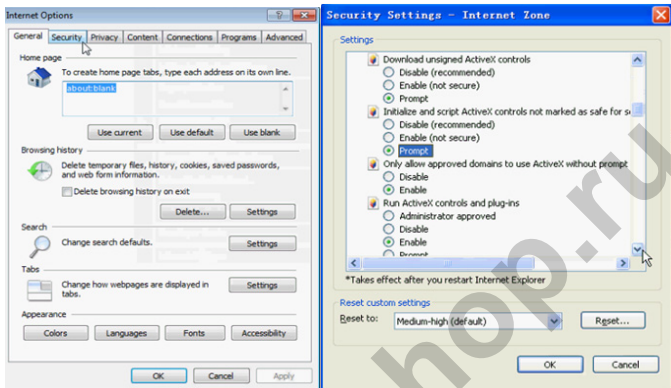 Internet Options
General Security Privacy Content Connections Programs Advanced
Home page
To create home page tabs, type each address on its own line.
about:blank
Use current Use default Use blank
Browsing history
Delete temporary files, history, cookies, saved passwords,
and web form information.
Delete browsing history on exit
Delete... Settings
Search
Change search defaults. Settings
Tabs
Change how webpages are displayed in
tabs.
Settings
Appearance
Colors Languages Fonts Accessibility
OK Cancel Apply
Security Settings - Internet Zone
Settings
Download unsigned ActiveX controls
Disable (recommended)
Enable (not secure)
Prompt
Initialize and script ActiveX controls not marked as safe for s
Disable (recommended)
Enable (not secure)
Prompt
Only allow approved domains to use ActiveX without prompt
Disable
Enable
Run ActiveX controls and plug-ins
Administrator approved
Disable
Enable
Prompt
*Takes effect after you restart Internet Explorer
Reset custom settings
Reset to: Medium-high (default) Reset...
OK Cancel
hop.ru